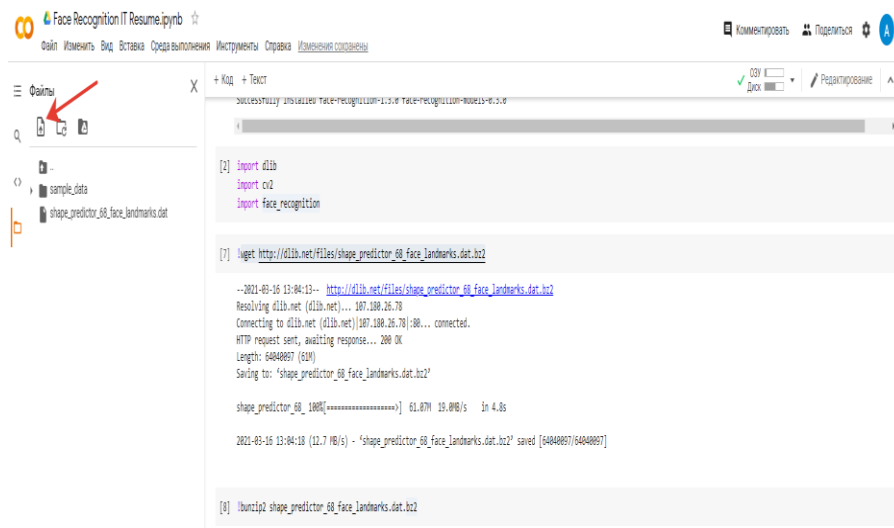 Face Recognition IT Resume.ipynb
Файл Изменить Вид Вставка Среда выполнения Инструменты Справка Изменения сохранены
Комментировать Поделиться A
Файлы X
+ Код + Текст
ОЗУ
Диск
Редактирование
Successfully installed face-recognition-1.3.0 face-recognition-models-0.3.0
..
sample_data
shape_predictor_68_face_landmarks.dat
[2] import dlib
import cv2
import face_recognition
[7] !wget http://dlib.net/files/shape_predictor_68_face_landmarks.dat.bz2
--2021-03-16 13:04:13-- http://dlib.net/files/shape_predictor_68_face_landmarks.dat.bz2
Resolving dlib.net (dlib.net)... 107.180.26.78
Connecting to dlib.net (dlib.net)|107.180.26.78|:80... connected.
HTTP request sent, awaiting response... 200 OK
Length: 64040097 (61M)
Saving to: ‘shape_predictor_68_face_landmarks.dat.bz2’
shape_predictor_68_ 100%[===================>] 61.07M 19.0MB/s in 4.8s
2021-03-16 13:04:18 (12.7 MB/s) - ‘shape_predictor_68_face_landmarks.dat.bz2’ saved [64040097/64040097]
[8] !bunzip2 shape_predictor_68_face_landmarks.dat.bz2